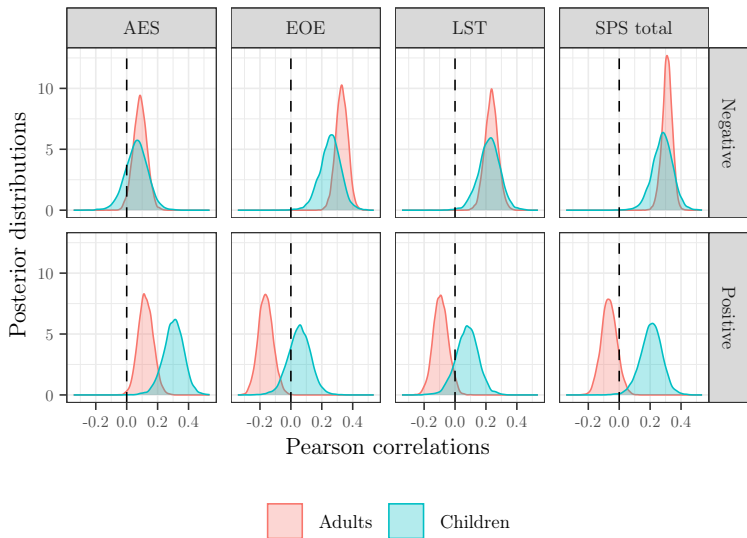 AES EOE LST SPS total
10
5
0
Negative
10
5
0
Positive
Posterior distributions
-0.2 0.0 0.2 0.4 -0.2 0.0 0.2 0.4 -0.2 0.0 0.2 0.4 -0.2 0.0 0.2 0.4
Pearson correlations
Adults Children